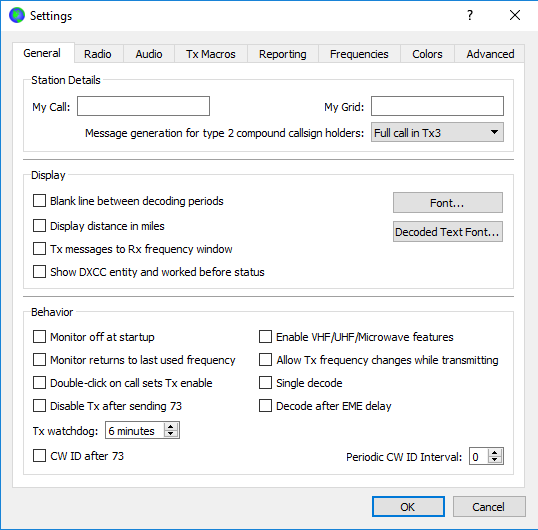 Settings
General Radio Audio Tx Macros Reporting Frequencies Colors Advanced
Station Details
My Call: My Grid:
Message generation for type 2 compound callsign holders: Full call in Tx3
Display
Blank line between decoding periods Font...
Display distance in miles Decoded Text Font...
Tx messages to Rx frequency window
Show DXCC entity and worked before status
Behavior
Monitor off at startup Enable VHF/UHF/Microwave features
Monitor returns to last used frequency Allow Tx frequency changes while transmitting
Double-click on call sets Tx enable Single decode
Disable Tx after sending 73 Decode after EME delay
Tx watchdog: 6 minutes
CW ID after 73 Periodic CW ID Interval: 0
OK Cancel